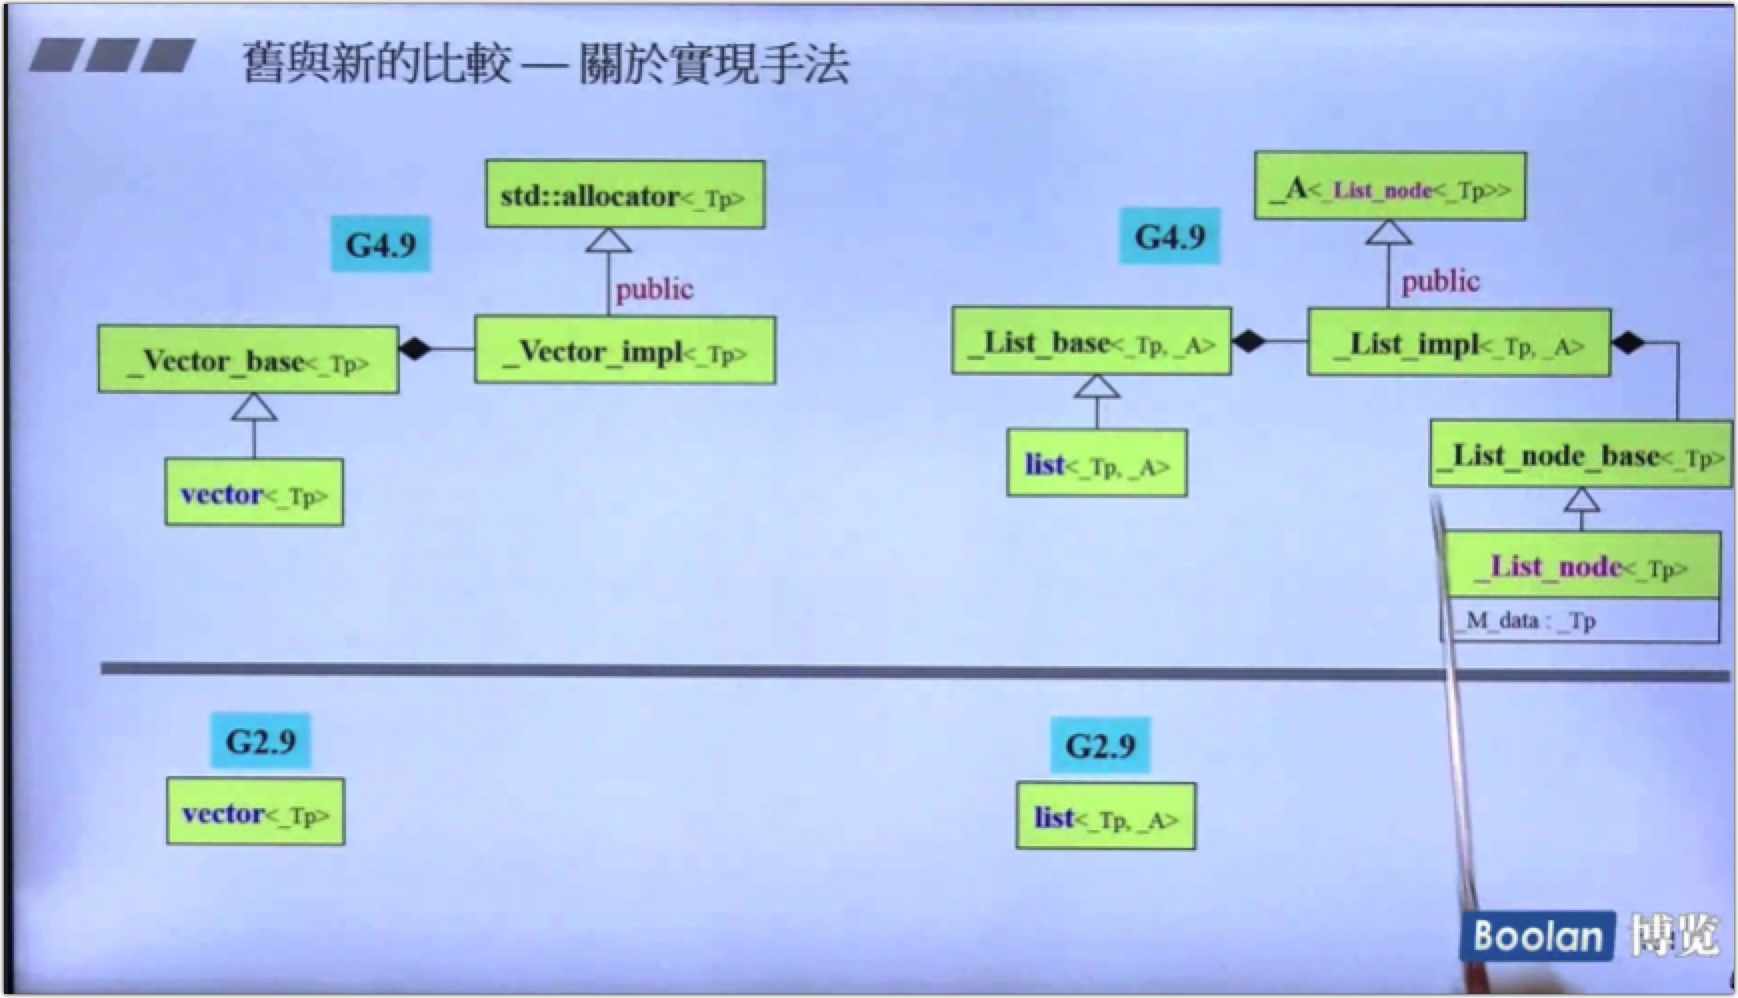 舊與新的比較 — 關於實現手法
std::allocator<_Tp>
G4.9
public
_Vector_base<_Tp>
_Vector_impl<_Tp>
vector<_Tp>
_A<_List_node<_Tp>>
G4.9
public
_List_base<_Tp, _A>
_List_impl<_Tp, _A>
list<_Tp, _A>
_List_node_base<_Tp>
_List_node<_Tp>
_M_data : _Tp
G2.9
vector<_Tp>
G2.9
list<_Tp, _A>
Boolan 博览